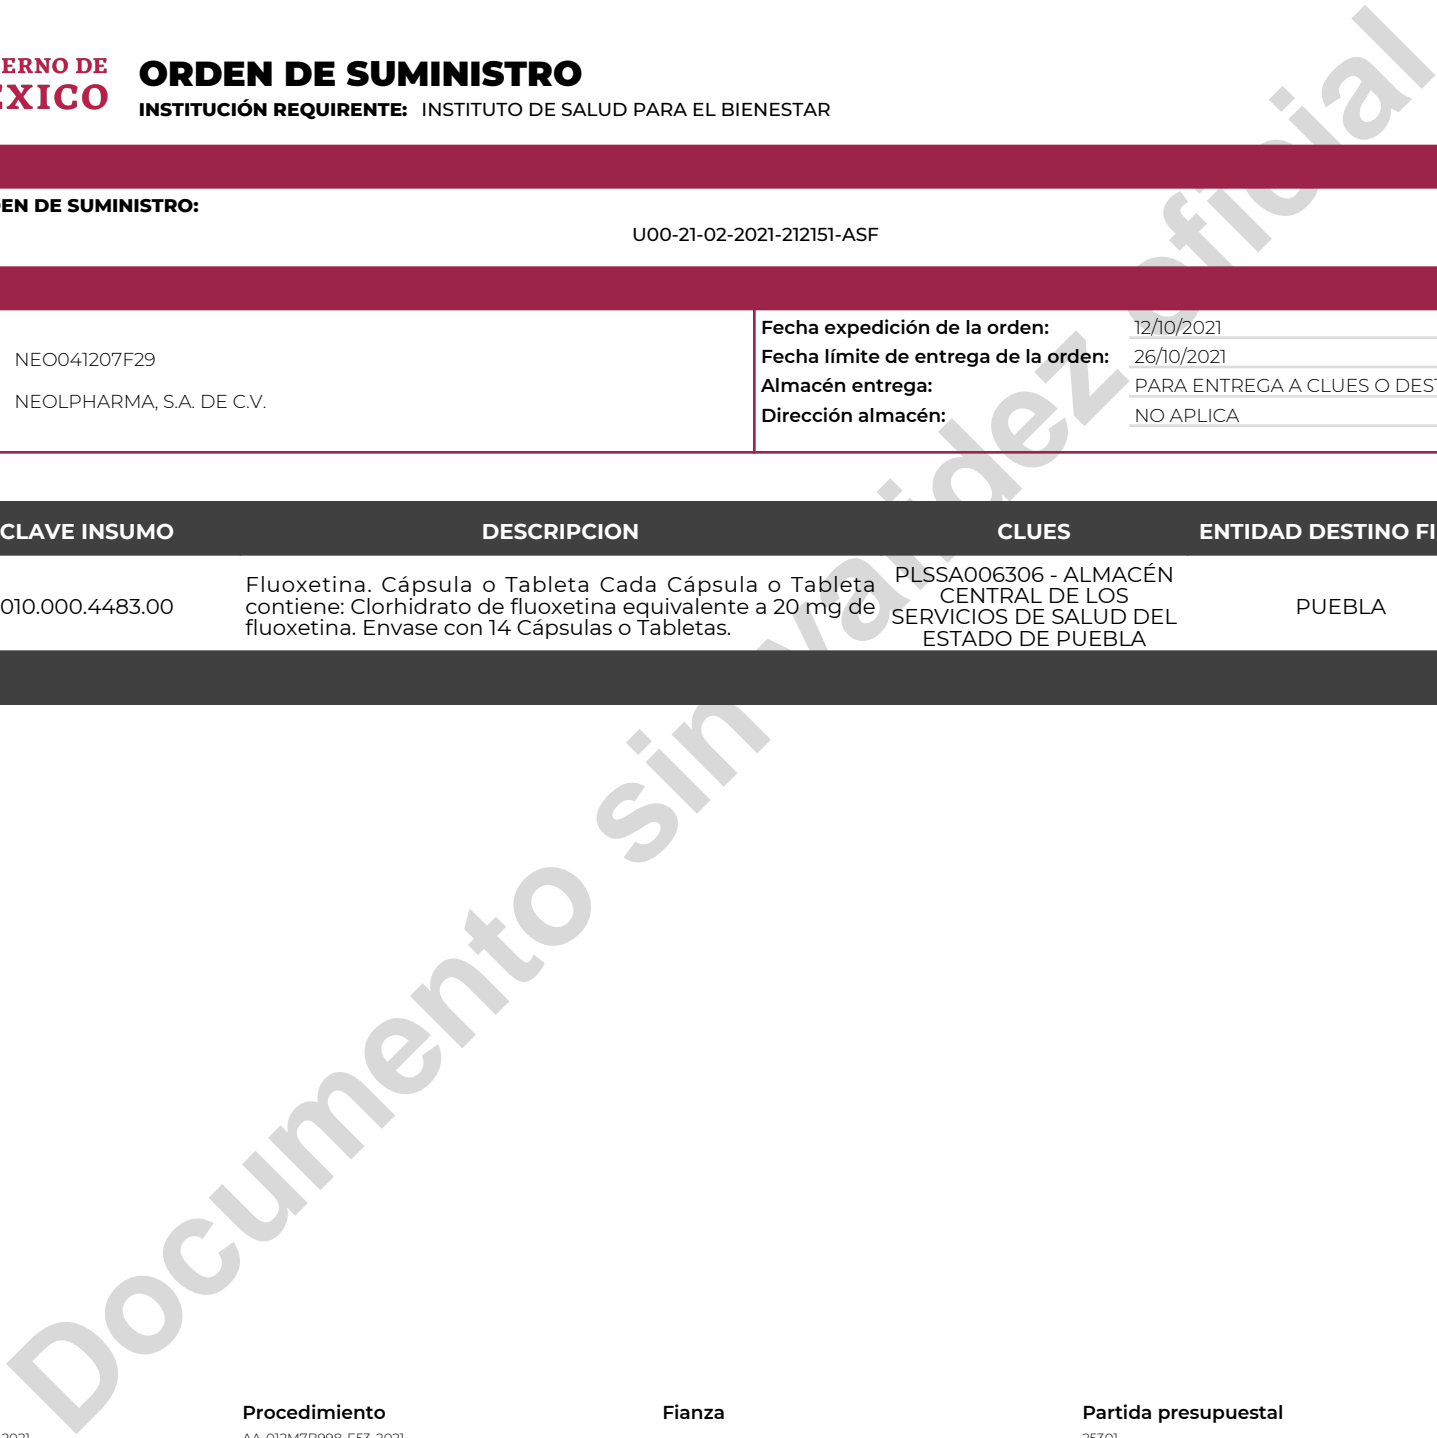 ERNO DE
EXICO
ORDEN DE SUMINISTRO
INSTITUCIÓN REQUIRENTE: INSTITUTO DE SALUD PARA EL BIENESTAR
EN DE SUMINISTRO:
U00-21-02-2021-212151-ASF
NEO041207F29
NEOLPHARMA, S.A. DE C.V.
Fecha expedición de la orden: 12/10/2021
Fecha límite de entrega de la orden: 26/10/2021
Almacén entrega: PARA ENTREGA A CLUES O DEST
Dirección almacén: NO APLICA
CLAVE INSUMO DESCRIPCION CLUES ENTIDAD DESTINO FI
010.000.4483.00
Fluoxetina. Cápsula o Tableta Cada Cápsula o Tableta
contiene: Clorhidrato de fluoxetina equivalente a 20 mg de
fluoxetina. Envase con 14 Cápsulas o Tabletas.
PLSSA006306 - ALMACÉN
CENTRAL DE LOS
SERVICIOS DE SALUD DEL
ESTADO DE PUEBLA
PUEBLA
Documento sin validez oficial
Procedimiento Fianza Partida presupuestal